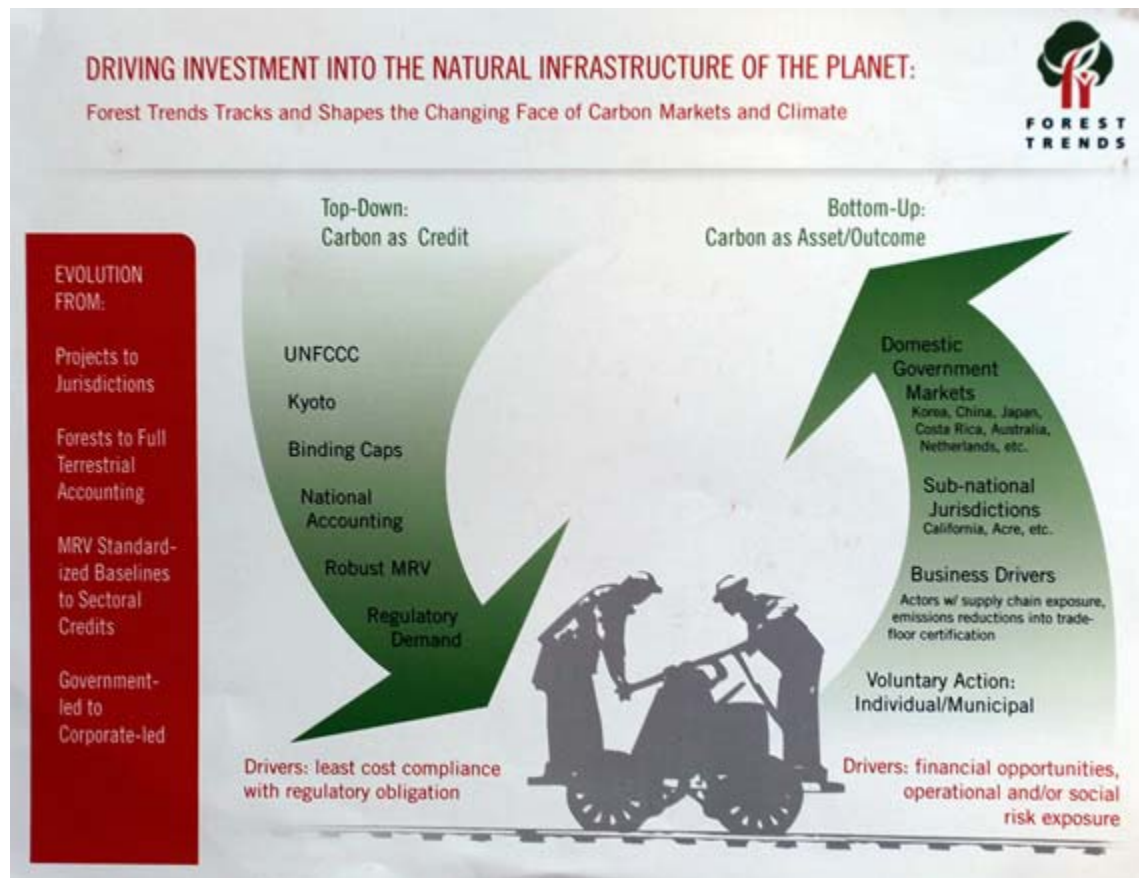 DRIVING INVESTMENT INTO THE NATURAL INFRASTRUCTURE OF THE PLANET:
Forest Trends Tracks and Shapes the Changing Face of Carbon Markets and Climate
FOREST
TRENDS
EVOLUTION
FROM:
Projects to
Jurisdictions
Forests to Full
Terrestrial
Accounting
MRV Standard-
ized Baselines
to Sectoral
Credits
Government-
led to
Corporate-led
Top-Down:
Carbon as Credit
UNFCCC
Kyoto
Binding Caps
National
Accounting
Robust MRV
Regulatory
Demand
Drivers: least cost compliance
with regulatory obligation
Bottom-Up:
Carbon as Asset/Outcome
Domestic
Government
Markets
Korea, China, Japan,
Costa Rica, Australia,
Netherlands, etc.
Sub-national
Jurisdictions
California, Acre, etc.
Business Drivers
Actors w/ supply chain exposure,
emissions reductions into trade-
floor certification
Voluntary Action:
Individual/Municipal
Drivers: financial opportunities,
operational and/or social
risk exposure